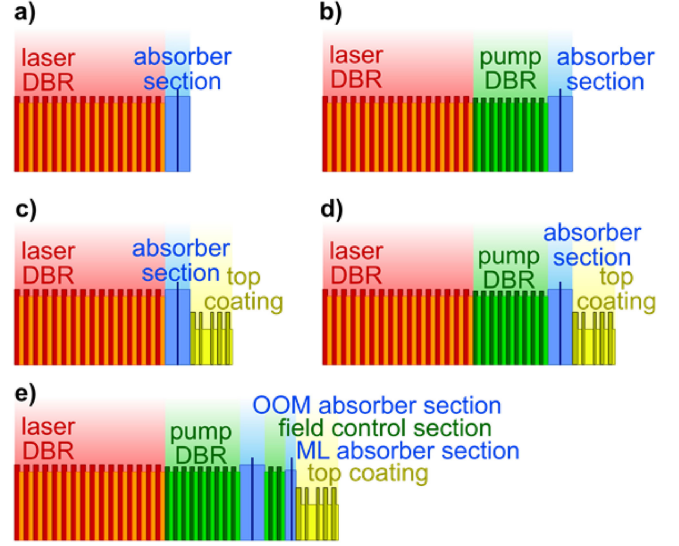 a)
laser
DBR
absorber
section
b)
laser
DBR
pump
DBR
absorber
section
c)
laser
DBR
absorber
section
top
coating
d)
laser
DBR
pump
DBR
absorber
section
top
coating
e)
laser
DBR
pump
DBR
OOM absorber section
field control section
ML absorber section
top coating